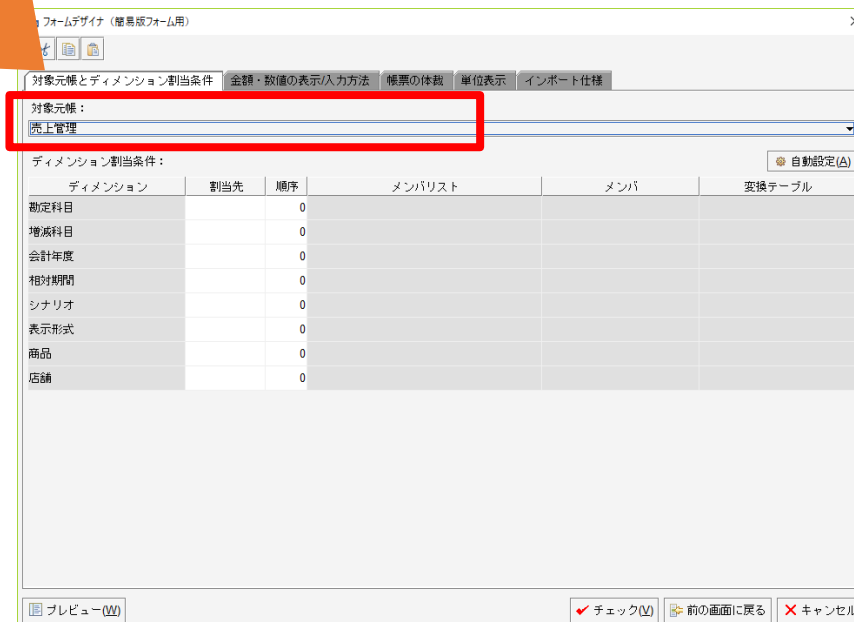 フォームデザイナ（簡易版フォーム用）
対象元帳とディメンション割当条件 金額・数値の表示/入力方法 帳票の体裁 単位表示 インポート仕様
対象元帳：
売上管理
ディメンション割当条件： 自動設定(A)
ディメンション 割当先 順序 メンバリスト メンバ 変換テーブル
勘定科目 0
増減科目 0
会計年度 0
相対期間 0
シナリオ 0
表示形式 0
商品 0
店舗 0
プレビュー(W) チェック(V) 前の画面に戻る キャンセル